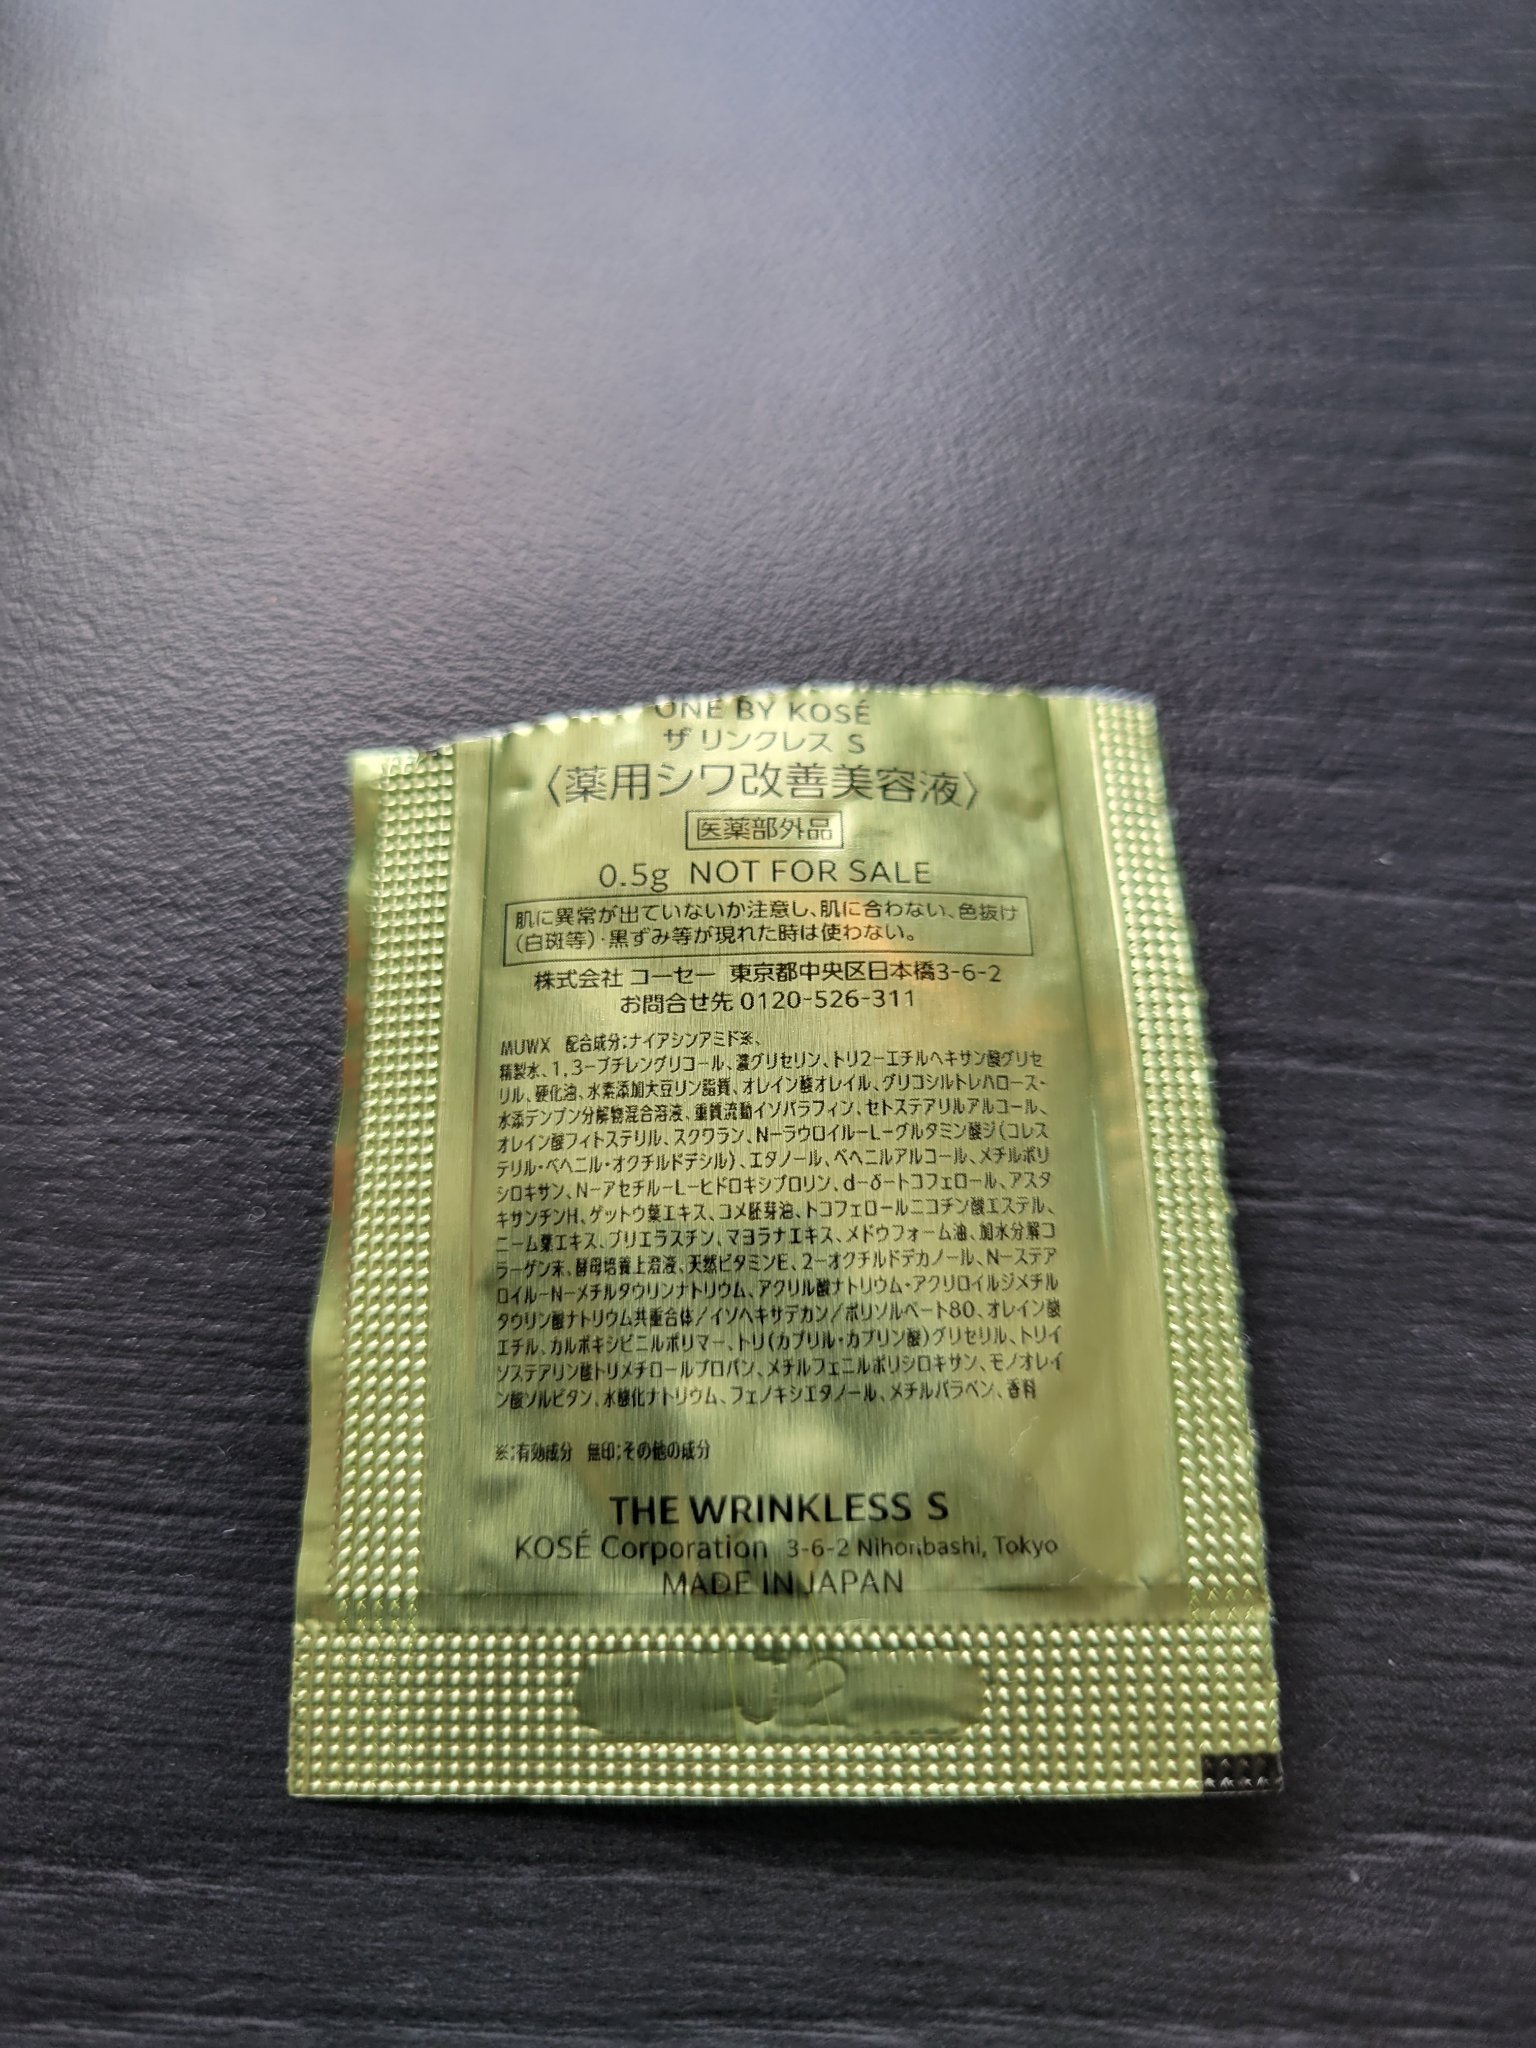 ONE BY KOSÉ
ザ リンクレス S
〈薬用シワ改善美容液〉
医薬部外品
0.5g NOT FOR SALE
肌に異常が出ていないか注意し、肌に合わない、色抜け
(白斑等)・黒ずみ等が現れた時は使わない。
株式会社 コーセー 東京都中央区日本橋3-6-2
お問合せ先 0120-526-311
MUWX 配合成分:ナイアシンアミド※、
精製水、1,3-ブチレングリコール、濃グリセリン、トリ2-エチルヘキサン酸グリセ
リル、硬化油、水素添加大豆リン脂質、オレイン酸オレイル、グリコシルトレハロース・
水添デンプン分解物混合溶液、重質流動イソパラフィン、セトステアリルアルコール、
オレイン酸フィトステリル、スクワラン、N-ラウロイル-L-グルタミン酸ジ(コレス
テリル・ベヘニル・オクチルドデシル)、エタノール、ベヘニルアルコール、メチルポリ
シロキサン、N-アセチル-L-ヒドロキシプロリン、d-δ-トコフェロール、アスタ
キサンチンH、ゲットウ葉エキス、コメ胚芽油、トコフェロールニコチン酸エステル、
ニーム葉エキス、プリエラスチン、マヨラナエキス、メドウフォーム油、加水分解コ
ラーゲン末、酵母培養上澄液、天然ビタミンE、2-オクチルドデカノール、N-ステア
ロイル-N-メチルタウリンナトリウム、アクリル酸ナトリウム・アクリロイルジメチル
タウリン酸ナトリウム共重合体/イソヘキサデカン/ポリソルベート80、オレイン酸
エチル、カルボキシビニルポリマー、トリ(カプリル・カプリン酸)グリセリル、トリイ
ソステアリン酸トリメチロールプロパン、メチルフェニルポリシロキサン、モノオレイ
ン酸ソルビタン、水酸化ナトリウム、フェノキシエタノール、メチルパラベン、香料
※:有効成分 無印:その他の成分
THE WRINKLESS S
KOSÉ Corporation 3-6-2 Nihonbashi, Tokyo
MADE IN JAPAN